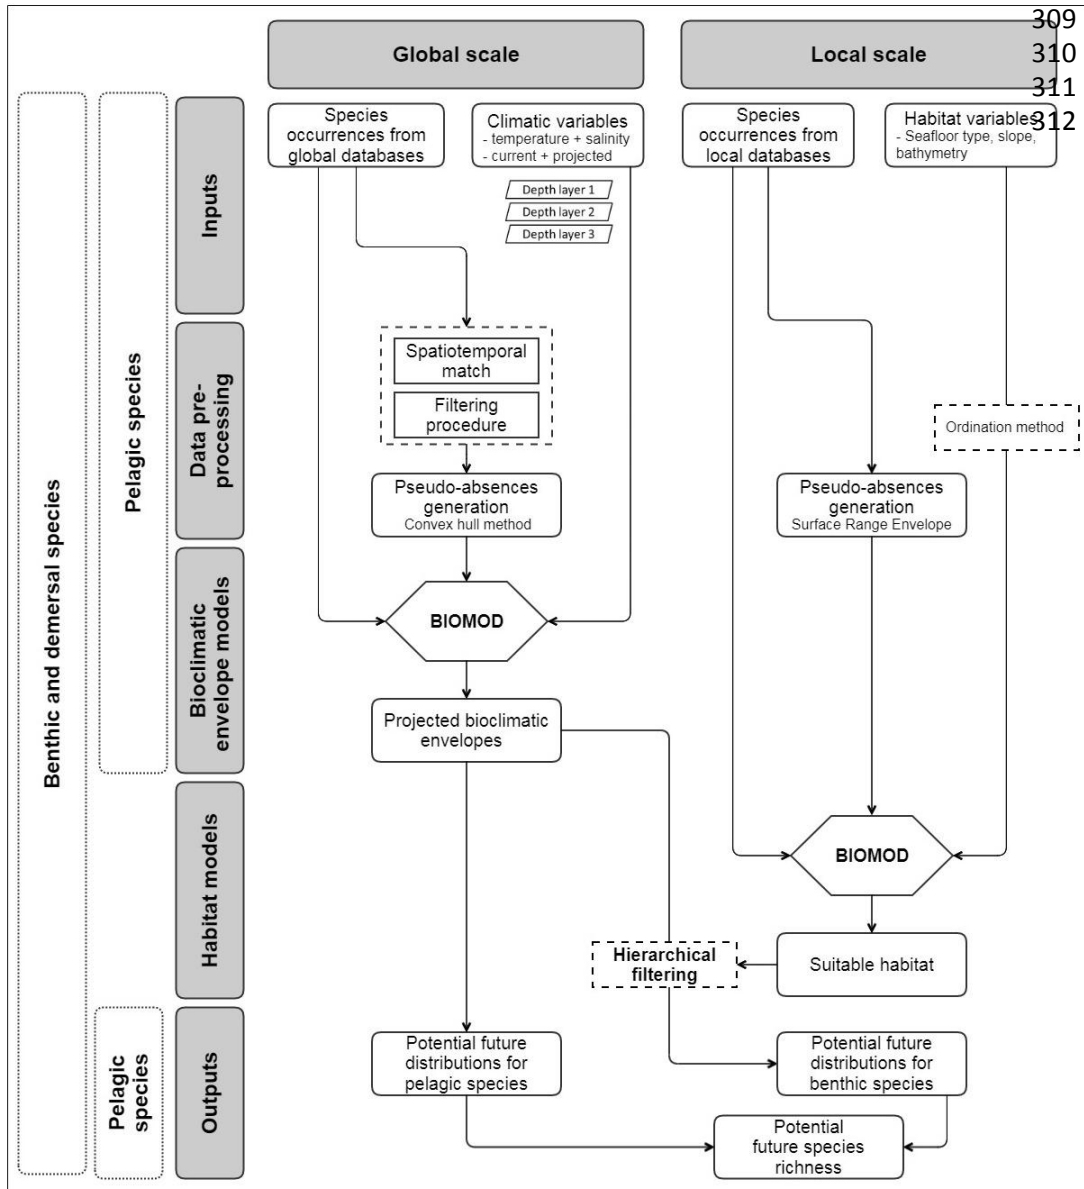 309
310
311
312
Global scale
Local scale
Species
occurrences from
global databases
Climatic variables
- temperature + salinity
- current + projected
Depth layer 1
Depth layer 2
Depth layer 3
Species
occurrences from
local databases
Habitat variables
- Seafloor type, slope,
bathymetry
Benthic and demersal species
Pelagic species
Inputs
Data pre-
processing
Bioclimatic
envelope models
Habitat models
Pelagic
species
Outputs
Spatiotemporal
match
Filtering
procedure
Ordination method
Pseudo-absences
generation
Convex hull method
Pseudo-absences
generation
Surface Range Envelope
BIOMOD
Projected bioclimatic
envelopes
BIOMOD
Hierarchical
filtering
Suitable habitat
Potential future
distributions for
pelagic species
Potential future
distributions for
benthic species
Potential
future species
richness